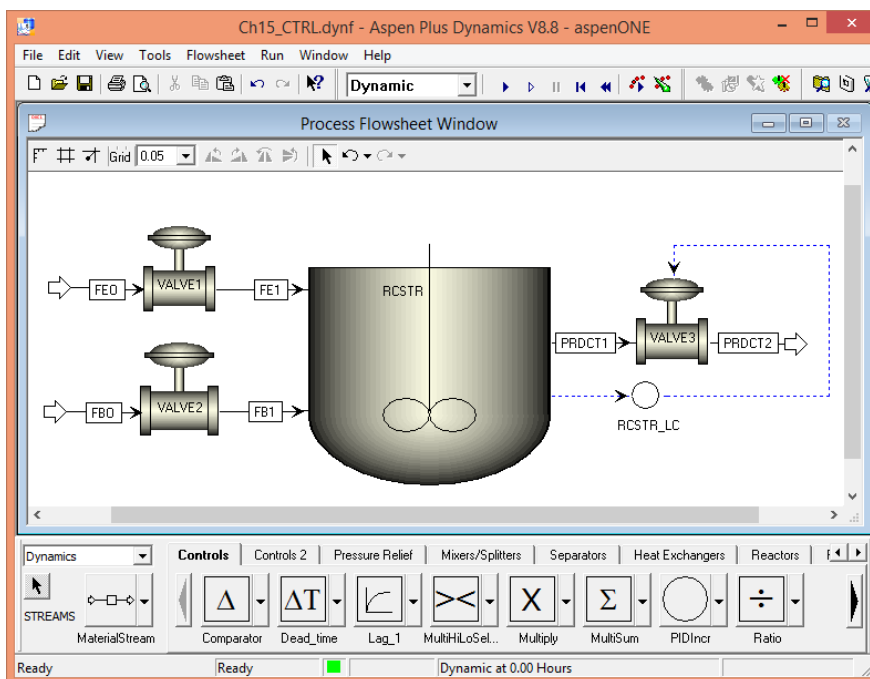 Ch15_CTRL.dynf - Aspen Plus Dynamics V8.8 - aspenONE
File Edit View Tools Flowsheet Run Window Help
Dynamic
Process Flowsheet Window
Grid 0.05
FE0
VALVE1
FE1
RCSTR
PRDCT1
VALVE3
PRDCT2
FB0
VALVE2
FB1
RCSTR_LC
Dynamics
Controls Controls 2 Pressure Relief Mixers/Splitters Separators Heat Exchangers Reactors
STREAMS
Δ ΔT >< X Σ ÷
MaterialStream Comparator Dead_time Lag_1 MultiHiLoSel... Multiply MultiSum PIDIncr Ratio
Ready Ready Dynamic at 0.00 Hours